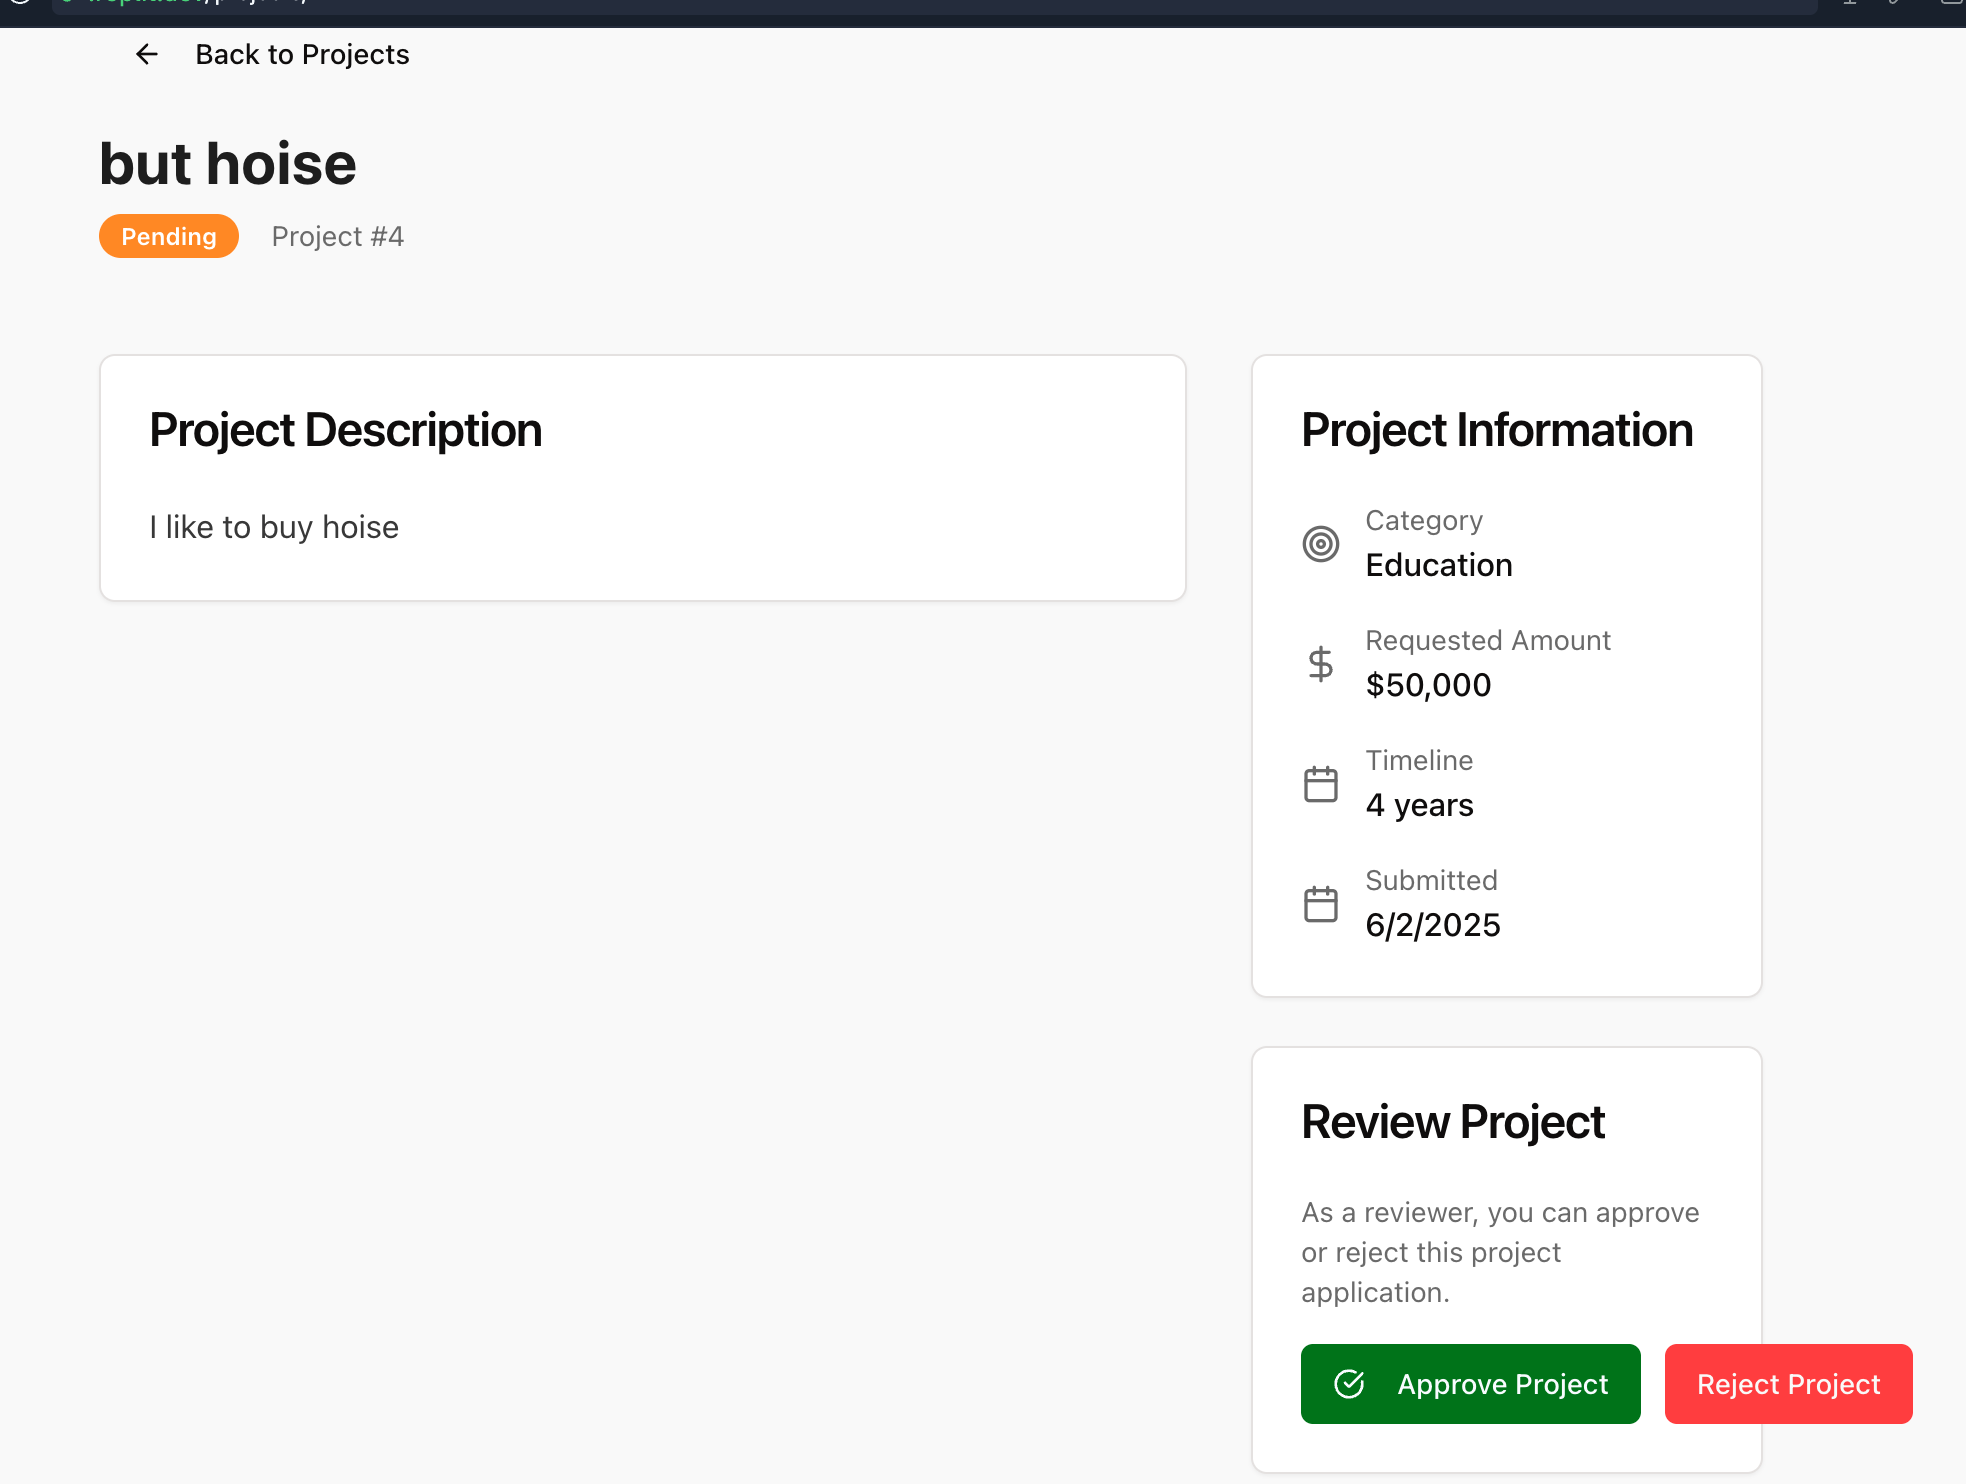 Back to Projects
but hoise
Pending
Project #4
Project Description
I like to buy hoise
Project Information
Category
Education
Requested Amount
$50,000
Timeline
4 years
Submitted
6/2/2025
Review Project
As a reviewer, you can approve
or reject this project
application.
Approve Project
Reject Project